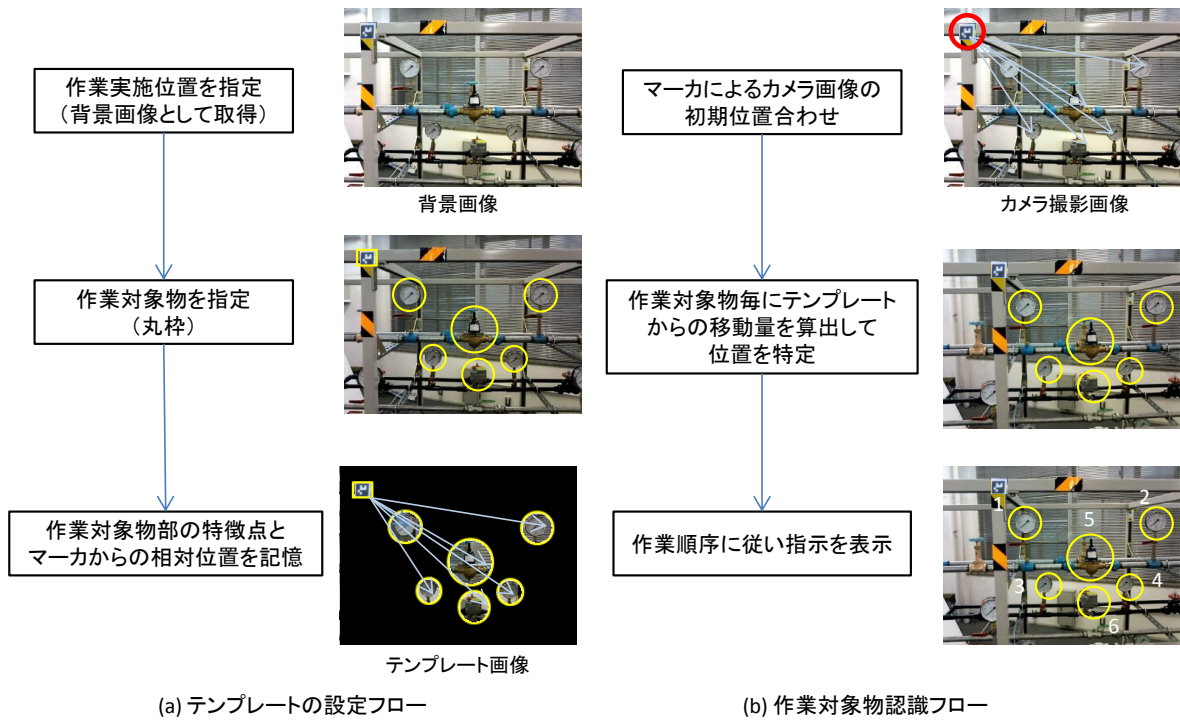 作業実施位置を指定
（背景画像として取得）
背景画像
作業対象物を指定
（丸枠）
作業対象物部の特徴点と
マーカからの相対位置を記憶
テンプレート画像
(a) テンプレートの設定フロー
マーカによるカメラ画像の
初期位置合わせ
カメラ撮影画像
作業対象物毎にテンプレート
からの移動量を算出して
位置を特定
作業順序に従い指示を表示
1
2
5
3
4
6
(b) 作業対象物認識フロー